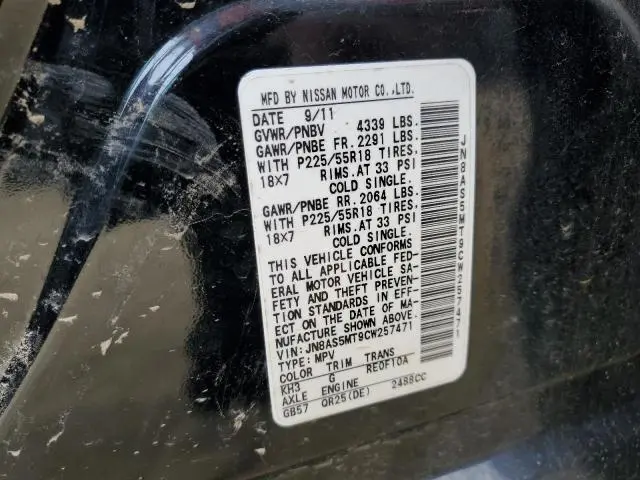 MFD BY NISSAN MOTOR CO.,LTD.
DATE 9/11
GVWR/PNBV 4339 LBS.
GAWR/PNBE FR. 2291 LBS.
WITH P225/55R18 TIRES,
18X7 RIMS.AT 33 PSI
COLD SINGLE.
GAWR/PNBE RR. 2064 LBS.
WITH P225/55R18 TIRES,
18X7 RIMS.AT 33 PSI
COLD SINGLE.
THIS VEHICLE CONFORMS
TO ALL APPLICABLE FED-
ERAL MOTOR VEHICLE SA-
FETY AND THEFT PREVEN-
TION STANDARDS IN EFF-
ECT ON THE DATE OF MA-
NUFACTURE SHOWN ABOVE.
VIN:JN8AS5MT9CW257471
TYPE:MPV
COLOR TRIM TRANS
KH3 G RE0F10A
AXLE ENGINE
GB57 QR25(DE) 2488CC
JN8AS5MT9CW257471